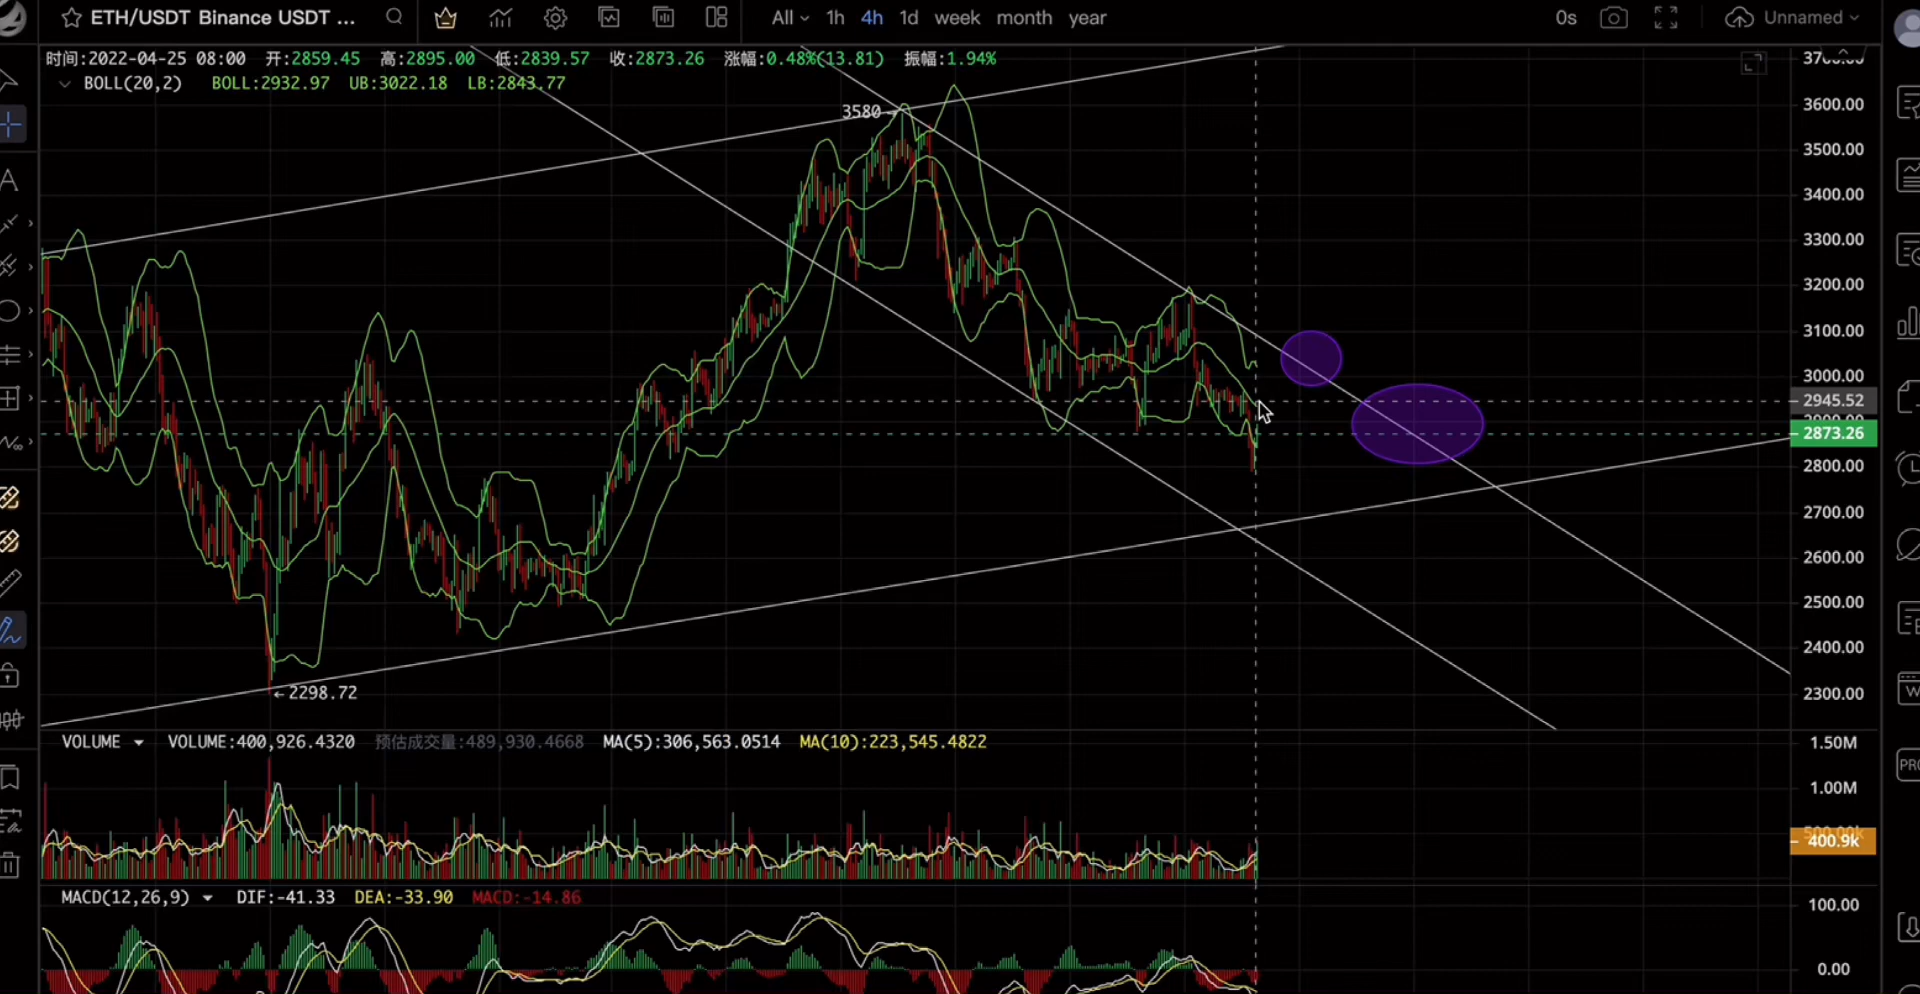 ETH/USDT Binance USDT ... All 1h 4h 1d week month year 0s Unnamed
时间:2022-04-25 08:00 开:2859.45 高:2895.00 低:2839.57 收:2873.26 涨幅:0.48%(13.81) 振幅:1.94%
BOLL(20,2) BOLL:2932.97 UB:3022.18 LB:2843.77
3600.00
3580
3500.00
3400.00
3300.00
3200.00
3100.00
3000.00
2945.52
2873.26
2800.00
2700.00
2600.00
2500.00
2400.00
2300.00
2298.72
VOLUME VOLUME:400,926.4320 预估成交量:489,930.4668 MA(5):306,563.0514 MA(10):223,545.4822
1.50M
1.00M
400.9k
MACD(12,26,9) DIF:-41.33 DEA:-33.90 MACD:-14.86
100.00
0.00